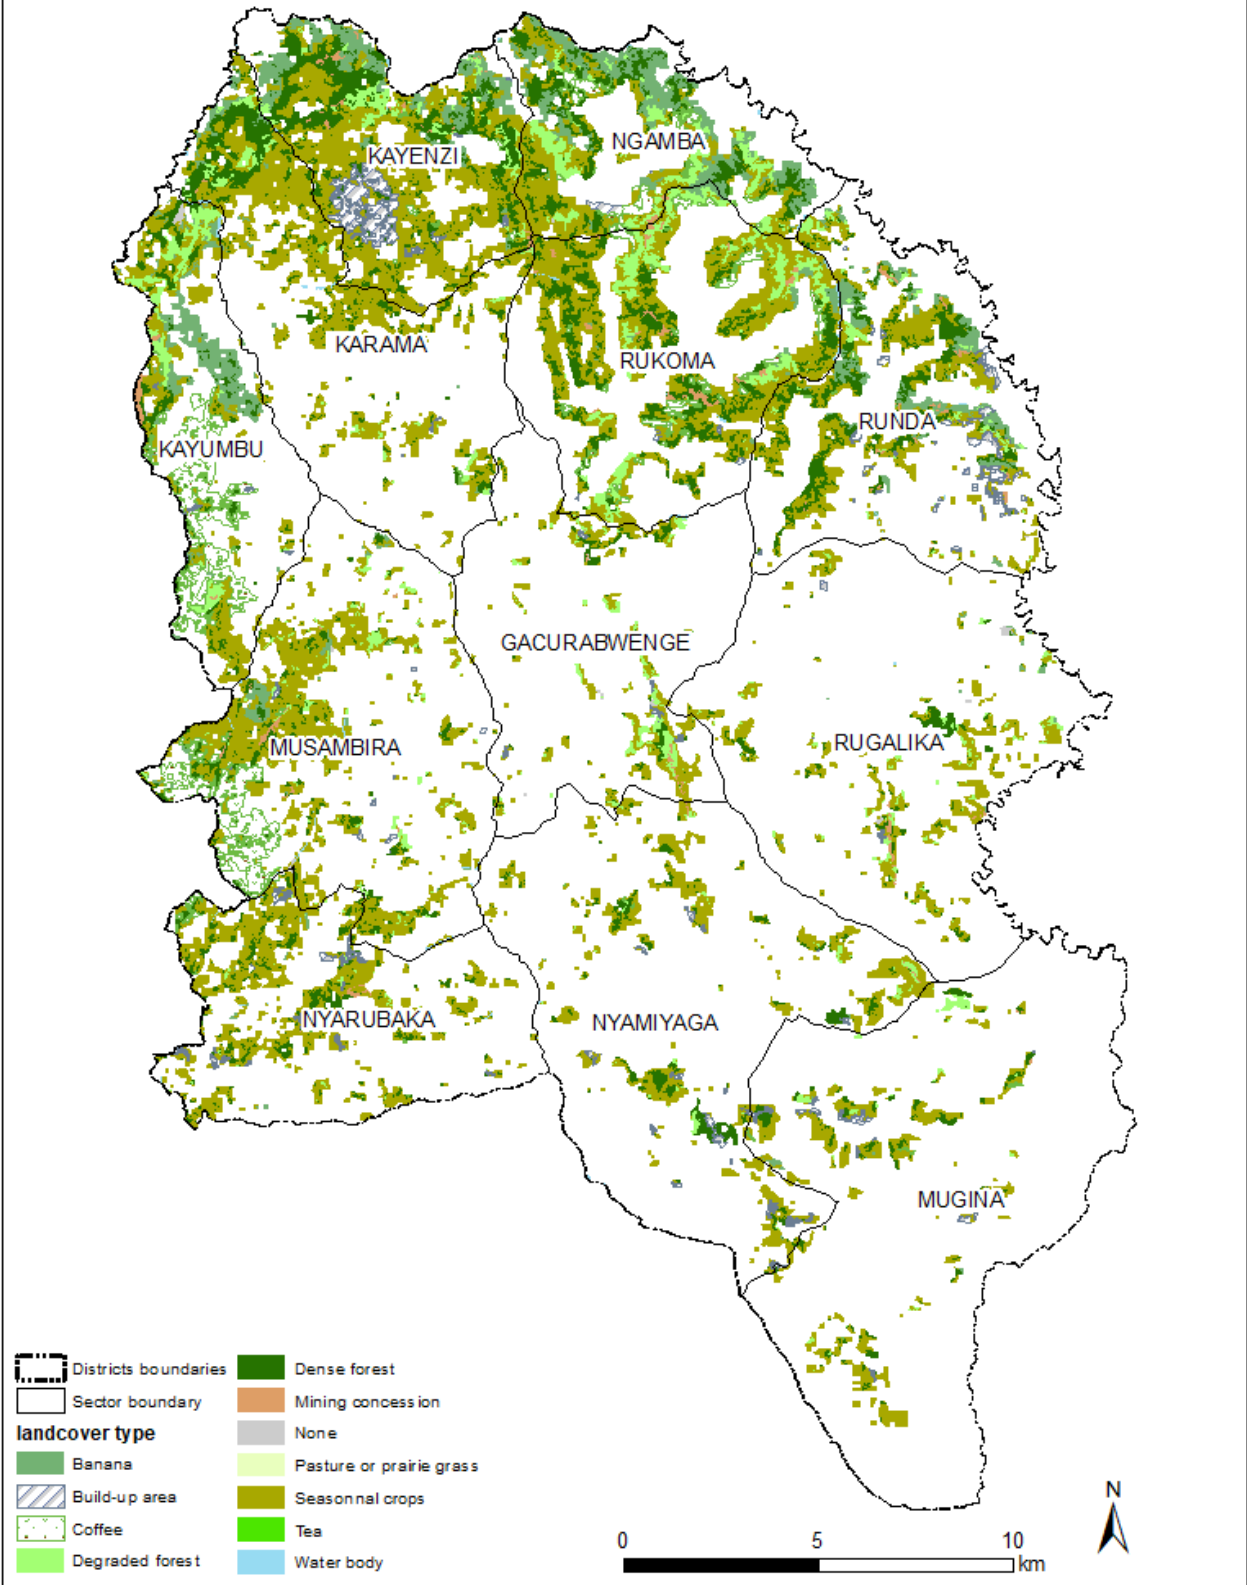 NGAMBA
KAYENZI
KARAMA
RUKOMA
RUNDA
KAYUMBU
GACURABWENGE
MUSAMBIRA
RUGALIKA
NYARUBAKA
NYAMIYAGA
MUGINA
Districts boundaries
Sector boundary
landcover type
Banana
Build-up area
Coffee
Degraded forest
Dense forest
Mining concession
None
Pasture or prairie grass
Seasonnal crops
Tea
Water body
0 5 10
km
N